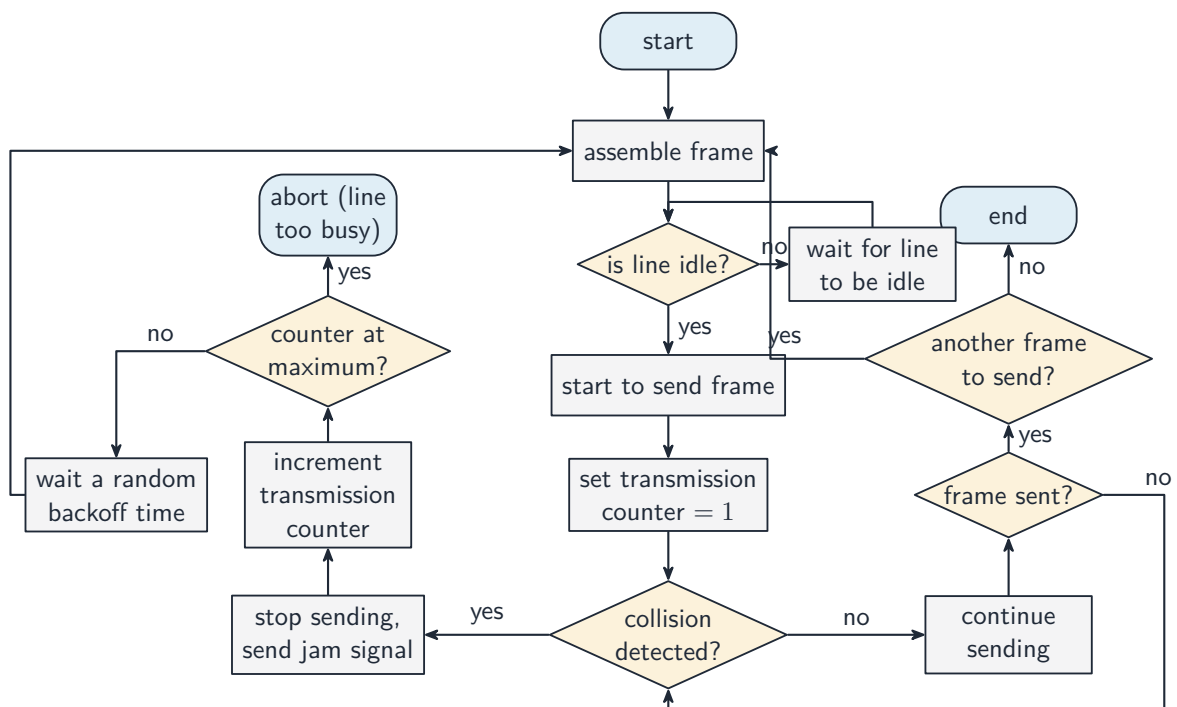 start
assemble frame
abort (line
too busy)
end
no
wait for line
to be idle
is line idle?
yes
no
yes
no
counter at
maximum?
yes
another frame
to send?
start to send frame
yes
increment
transmission
counter
wait a random
backoff time
set transmission
counter = 1
frame sent?
no
stop sending,
send jam signal
yes
collision
detected?
no
continue
sending